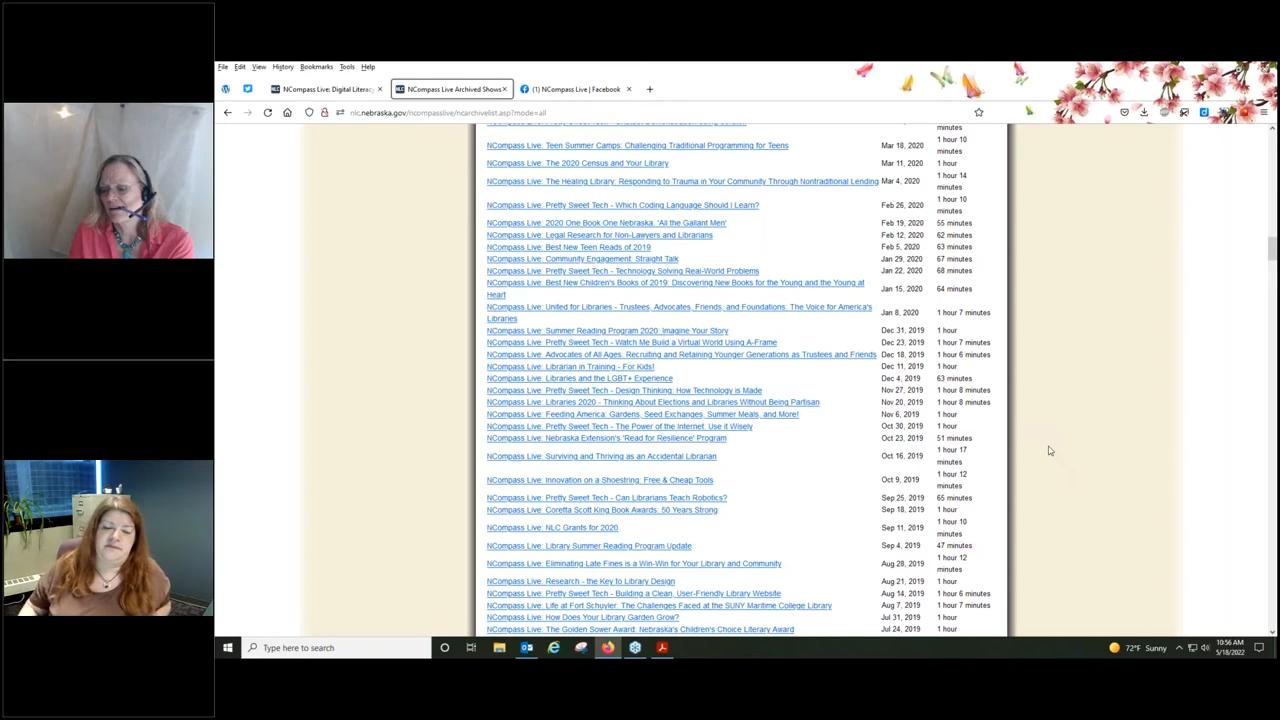 File Edit View History Bookmarks Tools Help
NCompass Live: Digital Literacy NCompass Live Archived Shows (1) NCompass Live | Facebook
nlc.nebraska.gov/ncompasslive/ncarchivelist.asp?mode=all
minutes
NCompass Live: Teen Summer Camps: Challenging Traditional Programming for Teens Mar 18, 2020 1 hour 10 minutes
NCompass Live: The 2020 Census and Your Library Mar 11, 2020 1 hour
NCompass Live: The Healing Library: Responding to Trauma in Your Community Through Nontraditional Lending Mar 4, 2020 1 hour 14 minutes
NCompass Live: Pretty Sweet Tech - Which Coding Language Should I Learn? Feb 26, 2020 1 hour 10 minutes
NCompass Live: 2020 One Book One Nebraska: 'All the Gallant Men' Feb 19, 2020 55 minutes
NCompass Live: Legal Research for Non-Lawyers and Librarians Feb 12, 2020 62 minutes
NCompass Live: Best New Teen Reads of 2019 Feb 5, 2020 63 minutes
NCompass Live: Community Engagement: Straight Talk Jan 29, 2020 67 minutes
NCompass Live: Pretty Sweet Tech - Technology Solving Real-World Problems Jan 22, 2020 68 minutes
NCompass Live: Best New Children's Books of 2019: Discovering New Books for the Young and the Young at
Heart Jan 15, 2020 64 minutes
NCompass Live: United for Libraries - Trustees, Advocates, Friends, and Foundations: The Voice for America's
Libraries Jan 8, 2020 1 hour 7 minutes
NCompass Live: Summer Reading Program 2020: Imagine Your Story Dec 31, 2019 1 hour
NCompass Live: Pretty Sweet Tech - Watch Me Build a Virtual World Using A-Frame Dec 23, 2019 1 hour 7 minutes
NCompass Live: Advocates of All Ages: Recruiting and Retaining Younger Generations as Trustees and Friends Dec 18, 2019 1 hour 6 minutes
NCompass Live: Librarian in Training - For Kids! Dec 11, 2019 1 hour
NCompass Live: Libraries and the LGBT+ Experience Dec 4, 2019 63 minutes
NCompass Live: Pretty Sweet Tech - Design Thinking: How Technology is Made Nov 27, 2019 1 hour 8 minutes
NCompass Live: Libraries 2020 - Thinking About Elections and Libraries Without Being Partisan Nov 20, 2019 1 hour 8 minutes
NCompass Live: Feeding America: Gardens, Seed Exchanges, Summer Meals, and More! Nov 6, 2019 1 hour
NCompass Live: Pretty Sweet Tech - The Power of the Internet: Use it Wisely Oct 30, 2019 1 hour
NCompass Live: Nebraska Extension's 'Read for Resilience' Program Oct 23, 2019 51 minutes
NCompass Live: Surviving and Thriving as an Accidental Librarian Oct 16, 2019 1 hour 17 minutes
NCompass Live: Innovation on a Shoestring: Free & Cheap Tools Oct 9, 2019 1 hour 12 minutes
NCompass Live: Pretty Sweet Tech - Can Librarians Teach Robotics? Sep 25, 2019 65 minutes
NCompass Live: Coretta Scott King Book Awards: 50 Years Strong Sep 18, 2019 1 hour
NCompass Live: NLC Grants for 2020 Sep 11, 2019 1 hour 10 minutes
NCompass Live: Library Summer Reading Program Update Sep 4, 2019 47 minutes
NCompass Live: Eliminating Late Fines is a Win-Win for Your Library and Community Aug 28, 2019 1 hour 12 minutes
NCompass Live: Research - the Key to Library Design Aug 21, 2019 1 hour
NCompass Live: Pretty Sweet Tech - Building a Clean, User-Friendly Library Website Aug 14, 2019 1 hour 6 minutes
NCompass Live: Life at Fort Schuyler: The Challenges Faced at the SUNY Maritime College Library Aug 7, 2019 1 hour 7 minutes
NCompass Live: How Does Your Library Garden Grow? Jul 31, 2019 1 hour
NCompass Live: The Golden Sower Award: Nebraska's Children's Choice Literary Award Jul 24, 2019 1 hour
Type here to search 72°F Sunny 10:56 AM
5/18/2022